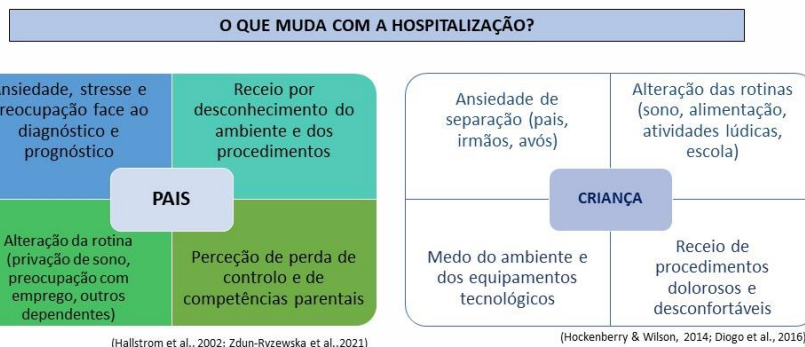 O QUE MUDA COM A HOSPITALIZAÇÃO?
nsiedade, stresse e
reocupação face ao
diagnóstico e
prognóstico
Receio por
desconhecimento do
ambiente e dos
procedimentos
PAIS
Alteração da rotina
(privação de sono,
preocupação com
emprego, outros
dependentes)
Perceção de perda de
controlo e de
competências parentais
(Hallstrom et al., 2002; Zdun-Ryzewska et al.,2021)
Ansiedade de
separação (pais,
irmãos, avós)
Alteração das rotinas
(sono, alimentação,
atividades lúdicas,
escola)
CRIANÇA
Medo do ambiente e
dos equipamentos
tecnológicos
Receio de
procedimentos
dolorosos e
desconfortáveis
(Hockenberry & Wilson, 2014; Diogo et al., 2016)